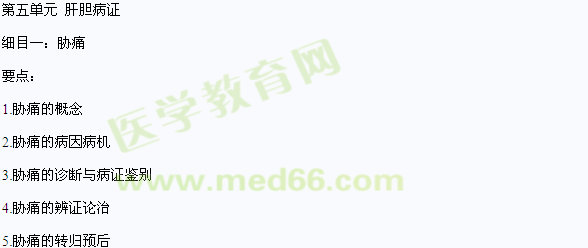 第五单元 肝胆病证
细目一：胁痛
要点：
1.胁痛的概念
2.胁痛的病因病机
3.胁痛的诊断与病证鉴别
4.胁痛的辨证论治
5.胁痛的转归预后
医学教育网
www.med66.com